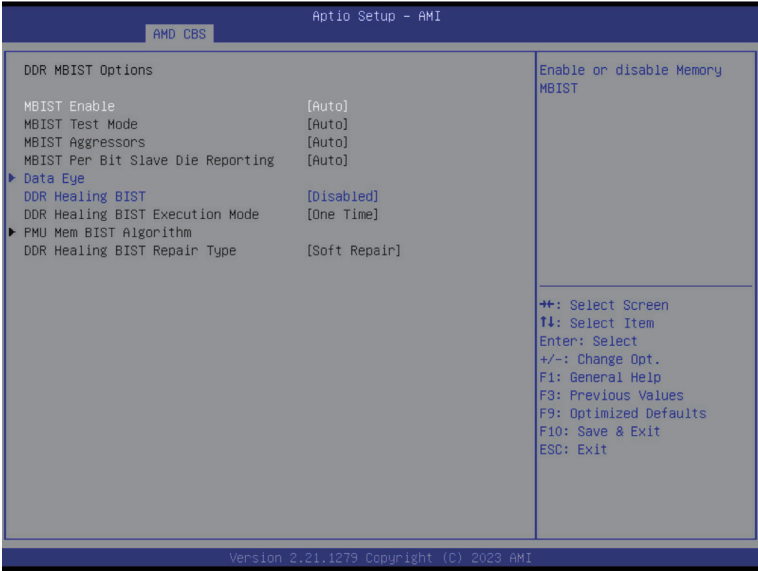 Aptio Setup – AMI
AMD CBS
DDR MBIST Options
MBIST Enable [Auto]
MBIST Test Mode [Auto]
MBIST Aggressors [Auto]
MBIST Per Bit Slave Die Reporting [Auto]
Data Eye
DDR Healing BIST [Disabled]
DDR Healing BIST Execution Mode [One Time]
PMU Mem BIST Algorithm
DDR Healing BIST Repair Type [Soft Repair]
Enable or disable Memory
MBIST
→←: Select Screen
↑↓: Select Item
Enter: Select
+/-: Change Opt.
F1: General Help
F3: Previous Values
F9: Optimized Defaults
F10: Save & Exit
ESC: Exit
Version 2.21.1279 Copyright (C) 2023 AMI